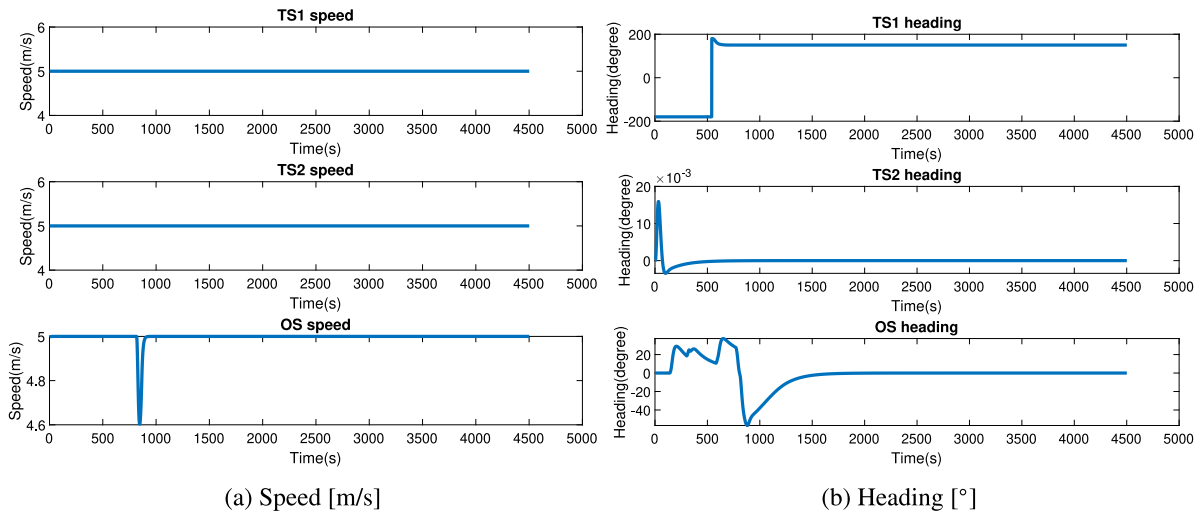 TS1 speed
6
5
4
Speed(m/s)
0 500 1000 1500 2000 2500 3000 3500 4000 4500 5000
Time(s)
TS2 speed
6
5
4
Speed(m/s)
0 500 1000 1500 2000 2500 3000 3500 4000 4500 5000
Time(s)
OS speed
5
4.8
4.6
Speed(m/s)
0 500 1000 1500 2000 2500 3000 3500 4000 4500 5000
Time(s)
(a) Speed [m/s]
TS1 heading
200
0
-200
Heading(degree)
0 500 1000 1500 2000 2500 3000 3500 4000 4500 5000
Time(s)
TS2 heading
×10⁻³
20
10
0
Heading(degree)
0 500 1000 1500 2000 2500 3000 3500 4000 4500 5000
Time(s)
OS heading
20
0
-20
-40
Heading(degree)
0 500 1000 1500 2000 2500 3000 3500 4000 4500 5000
Time(s)
(b) Heading [°]